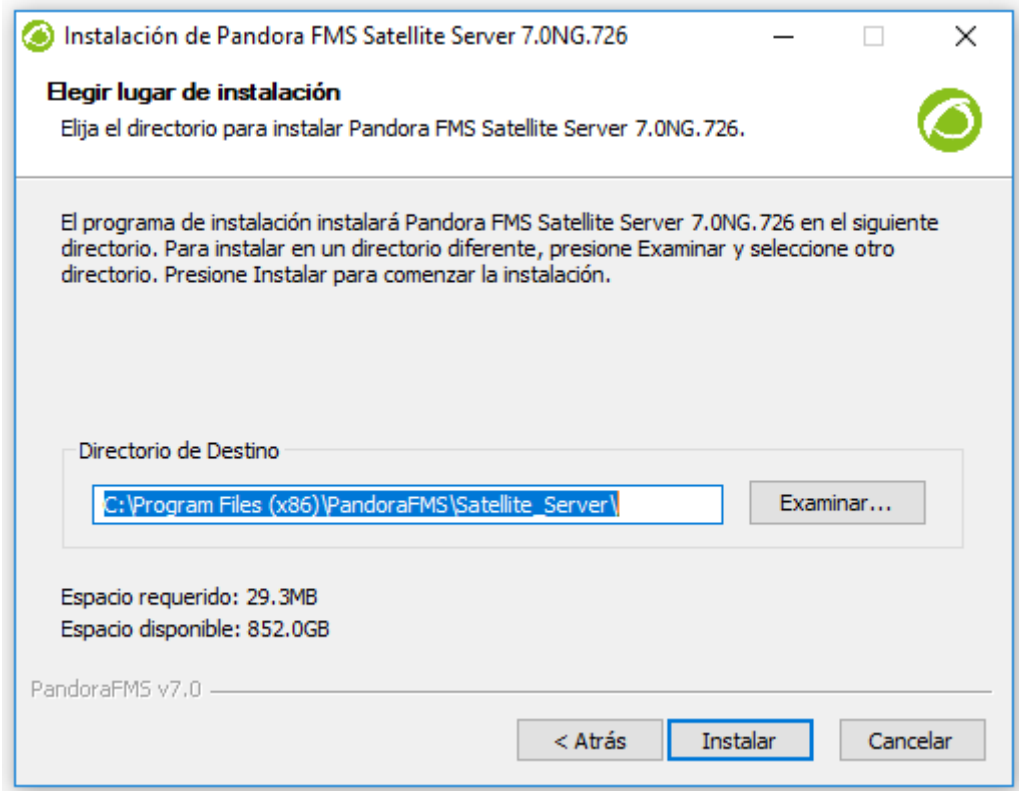 Instalación de Pandora FMS Satellite Server 7.0NG.726
Elegir lugar de instalación
Elija el directorio para instalar Pandora FMS Satellite Server 7.0NG.726.
El programa de instalación instalará Pandora FMS Satellite Server 7.0NG.726 en el siguiente
directorio. Para instalar en un directorio diferente, presione Examinar y seleccione otro
directorio. Presione Instalar para comenzar la instalación.
Directorio de Destino
C:\Program Files (x86)\PandoraFMS\Satellite_Server\
Examinar...
Espacio requerido: 29.3MB
Espacio disponible: 852.0GB
PandoraFMS v7.0
< Atrás
Instalar
Cancelar